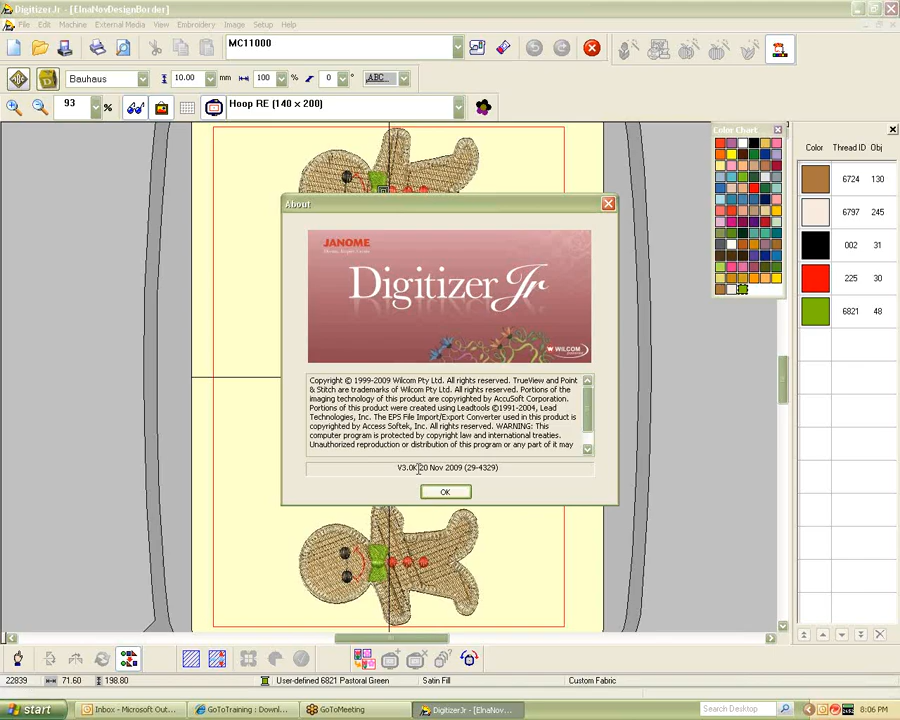 DigitizerJr - [ElnaNovDesignBorder]
File Edit Machine External Media View Embroidery Image Setup Help
MC11000
Bauhaus 10.00 mm 100 % 0 ABC
93 % Hoop RE (140 x 200)
Color Chart
Color Thread ID Obj
6724 130
6797 245
002 31
225 30
6821 48
About
JANOME
Digitizer Jr
WILCOM
Copyright © 1999-2009 Wilcom Pty Ltd. All rights reserved. TrueView and Point
& Stitch are trademarks of Wilcom Pty Ltd. All rights reserved. Portions of the
imaging technology of this product are copyrighted by AccuSoft Corporation.
Portions of this product were created using Leadtools ©1991-2004, Lead
Technologies, Inc. The EPS File Import/Export Converter used in this product is
copyrighted by Access Softek, Inc. All rights reserved. WARNING: This
computer program is protected by copyright law and international treaties.
Unauthorized reproduction or distribution of this program or any part of it may
V3.0K 20 Nov 2009 (29-4329)
OK
22839 71.60 198.80 User-defined 6821 Pastoral Green Satin Fill Custom Fabric
start Inbox - Microsoft Out... GoToTraining : Downl... GoToMeeting DigitizerJr - [ElnaNov... Search Desktop 8:06 PM